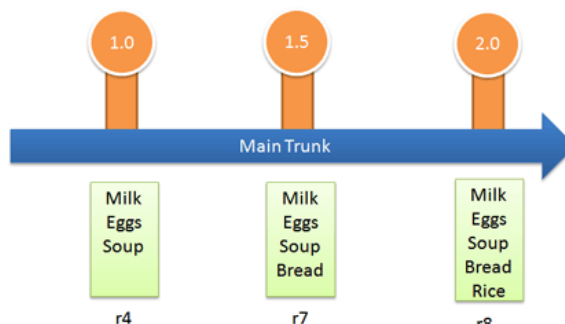 1.0
1.5
2.0
Main Trunk
Milk
Eggs
Soup
Milk
Eggs
Soup
Bread
Milk
Eggs
Soup
Bread
Rice
r4
r7
r8